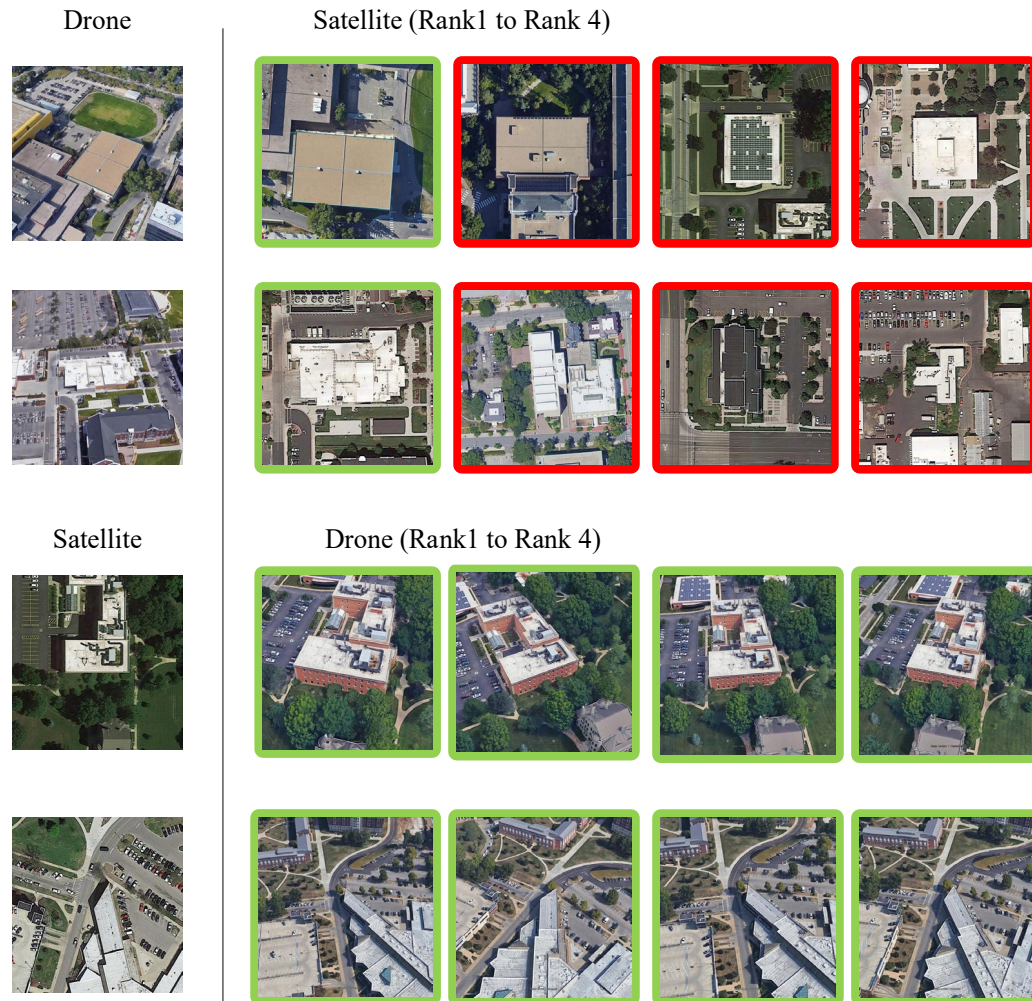 Drone
Satellite (Rank1 to Rank 4)
Satellite
Drone (Rank1 to Rank 4)